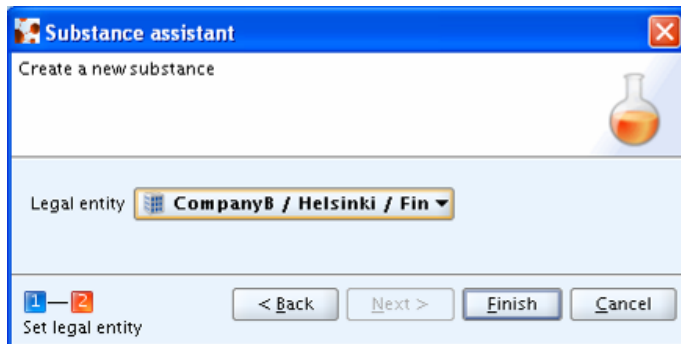 Substance assistant
Create a new substance
Legal entity CompanyB / Helsinki / Fin
1 2 < Back Next > Finish Cancel
Set legal entity